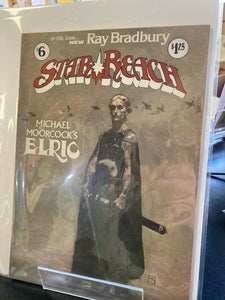 In this Issue... NEW Ray Bradbury
#6
$1.25
STAR*REACH
MICHAEL
MOORCOCK'S
ELRIC